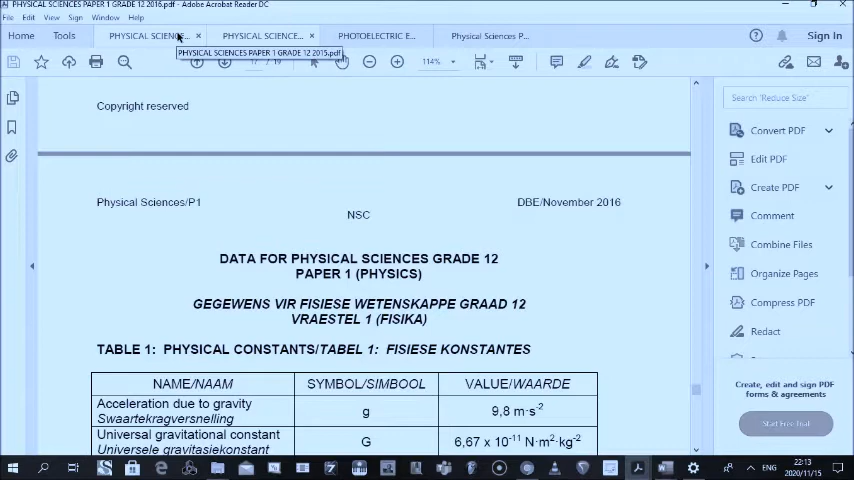 PHYSICAL SCIENCES PAPER 1 GRADE 12 2016.pdf - Adobe Acrobat Reader DC
File Edit View Sign Window Help
Home Tools PHYSICAL SCIENCE... × PHYSICAL SCIENCE... × PHOTOELECTRIC E... Physical Sciences P... Sign In
PHYSICAL SCIENCES PAPER 1 GRADE 12 2015.pdf
17 / 19 114%
Copyright reserved
Search "Reduce Size"
Convert PDF
Edit PDF
Create PDF
Comment
Combine Files
Organize Pages
Compress PDF
Redact
Create, edit and sign PDF
forms & agreements
Start Free Trial
Physical Sciences/P1 DBE/November 2016
NSC
DATA FOR PHYSICAL SCIENCES GRADE 12
PAPER 1 (PHYSICS)
GEGEWENS VIR FISIESE WETENSKAPPE GRAAD 12
VRAESTEL 1 (FISIKA)
TABLE 1: PHYSICAL CONSTANTS/TABEL 1: FISIESE KONSTANTES
NAME/NAAM SYMBOL/SIMBOOL VALUE/WAARDE
Acceleration due to gravity
Swaartekragversnelling g 9,8 m·s⁻²
Universal gravitational constant
Universele gravitasiekonstant G 6,67 x 10⁻¹¹ N·m²·kg⁻²
ENG 22:13
2020/11/15